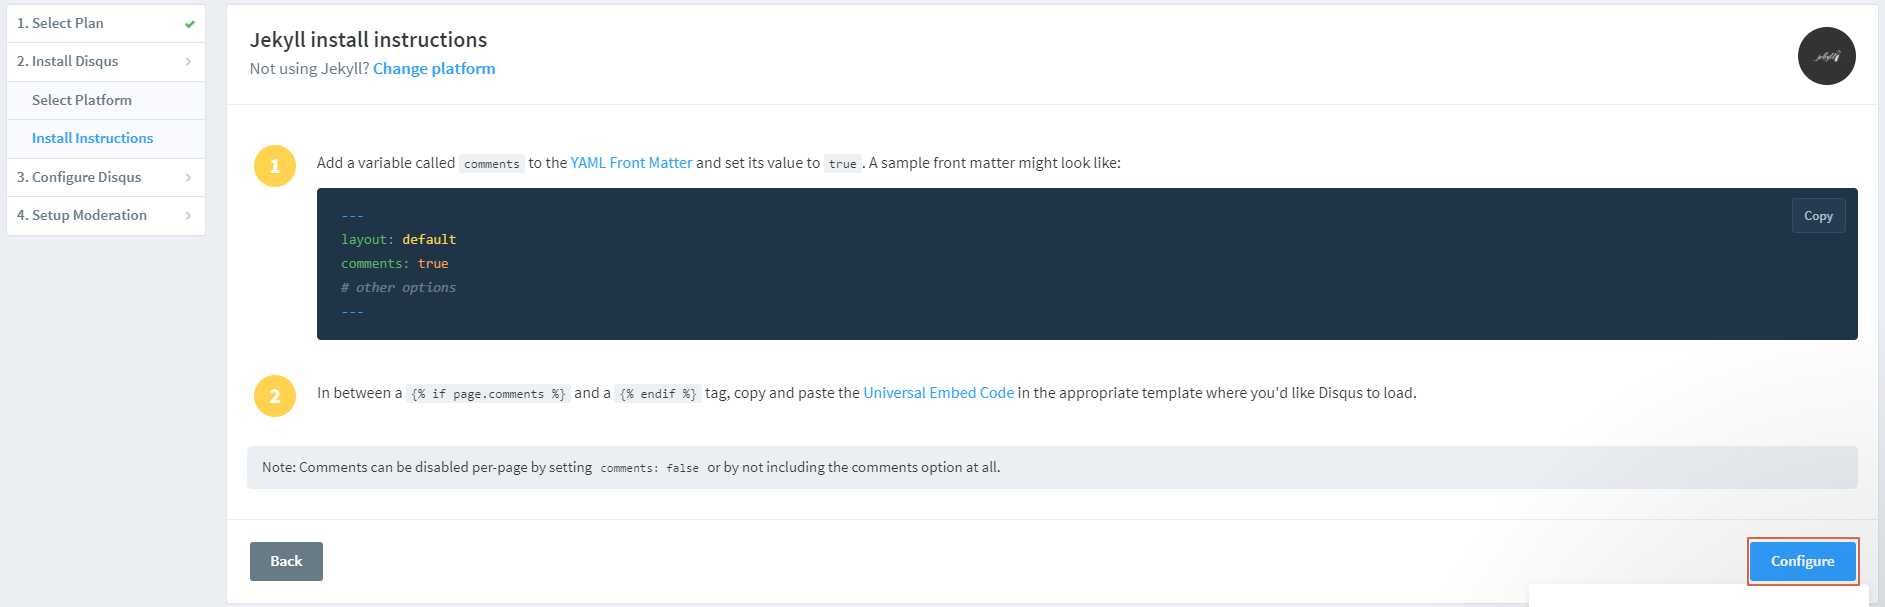 1. Select Plan
2. Install Disqus
Select Platform
Install Instructions
3. Configure Disqus
4. Setup Moderation
Jekyll install instructions
Not using Jekyll? Change platform
jekyll
1
Add a variable called comments to the YAML Front Matter and set its value to true. A sample front matter might look like:
Copy
---
layout: default
comments: true
# other options
---
2
In between a {% if page.comments %} and a {% endif %} tag, copy and paste the Universal Embed Code in the appropriate template where you'd like Disqus to load.
Note: Comments can be disabled per-page by setting comments: false or by not including the comments option at all.
Back
Configure